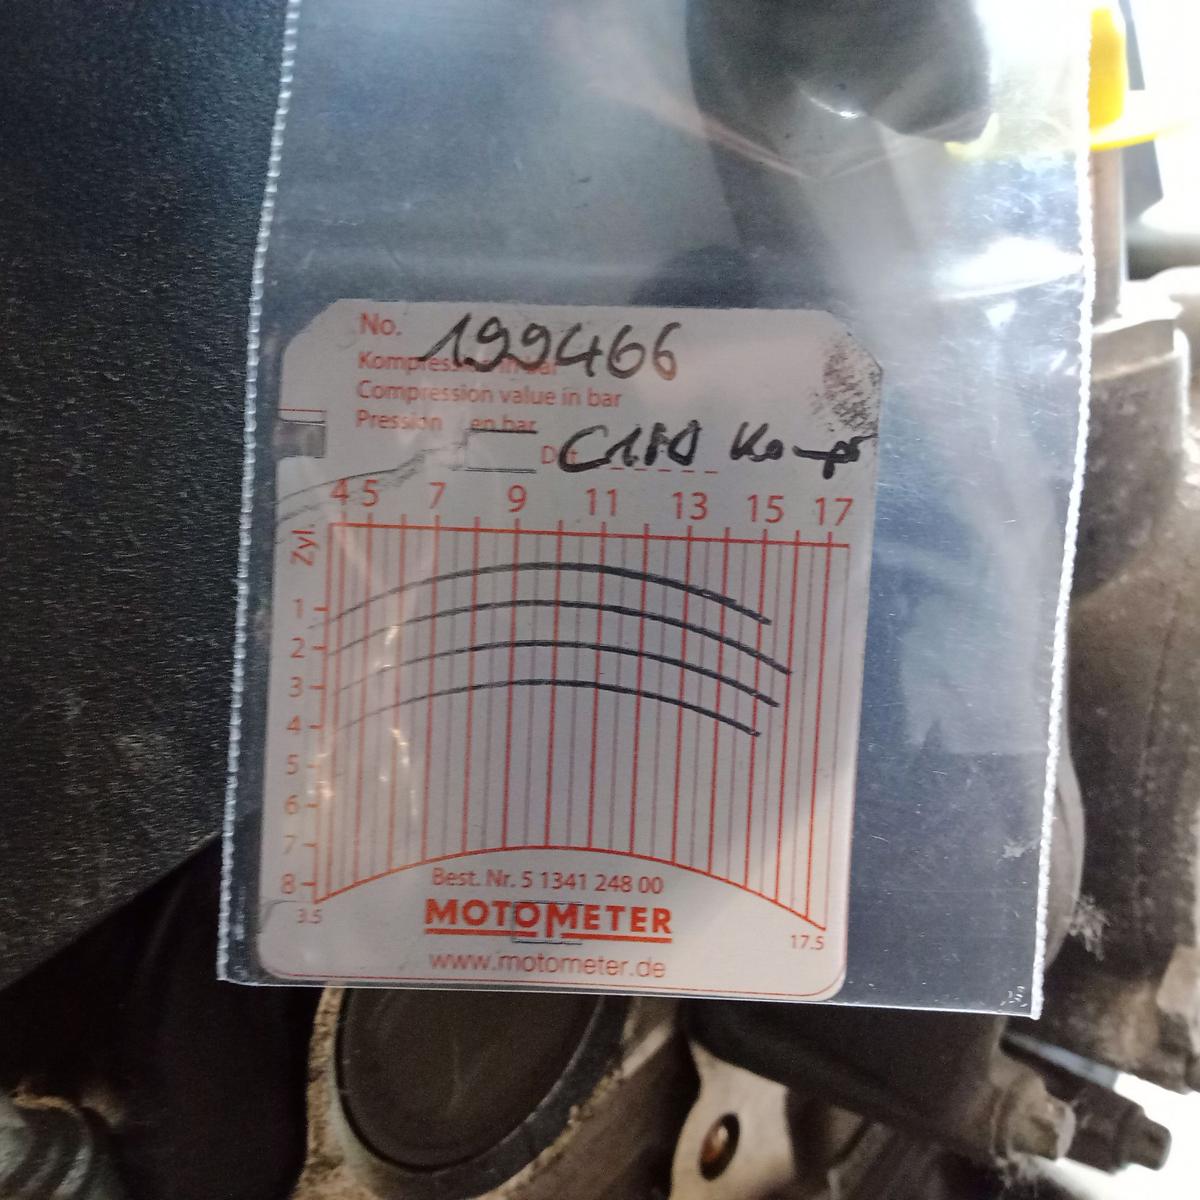 No. 199466
Kompression in bar
Compression value in bar
Pression en bar
C180 Kompr
4 5 7 9 11 13 15 17
Zyl.
1
2
3
4
5
6
7
8
3.5
17.5
Best. Nr. 5 1341 248 00
MOTOMETER
www.motometer.de